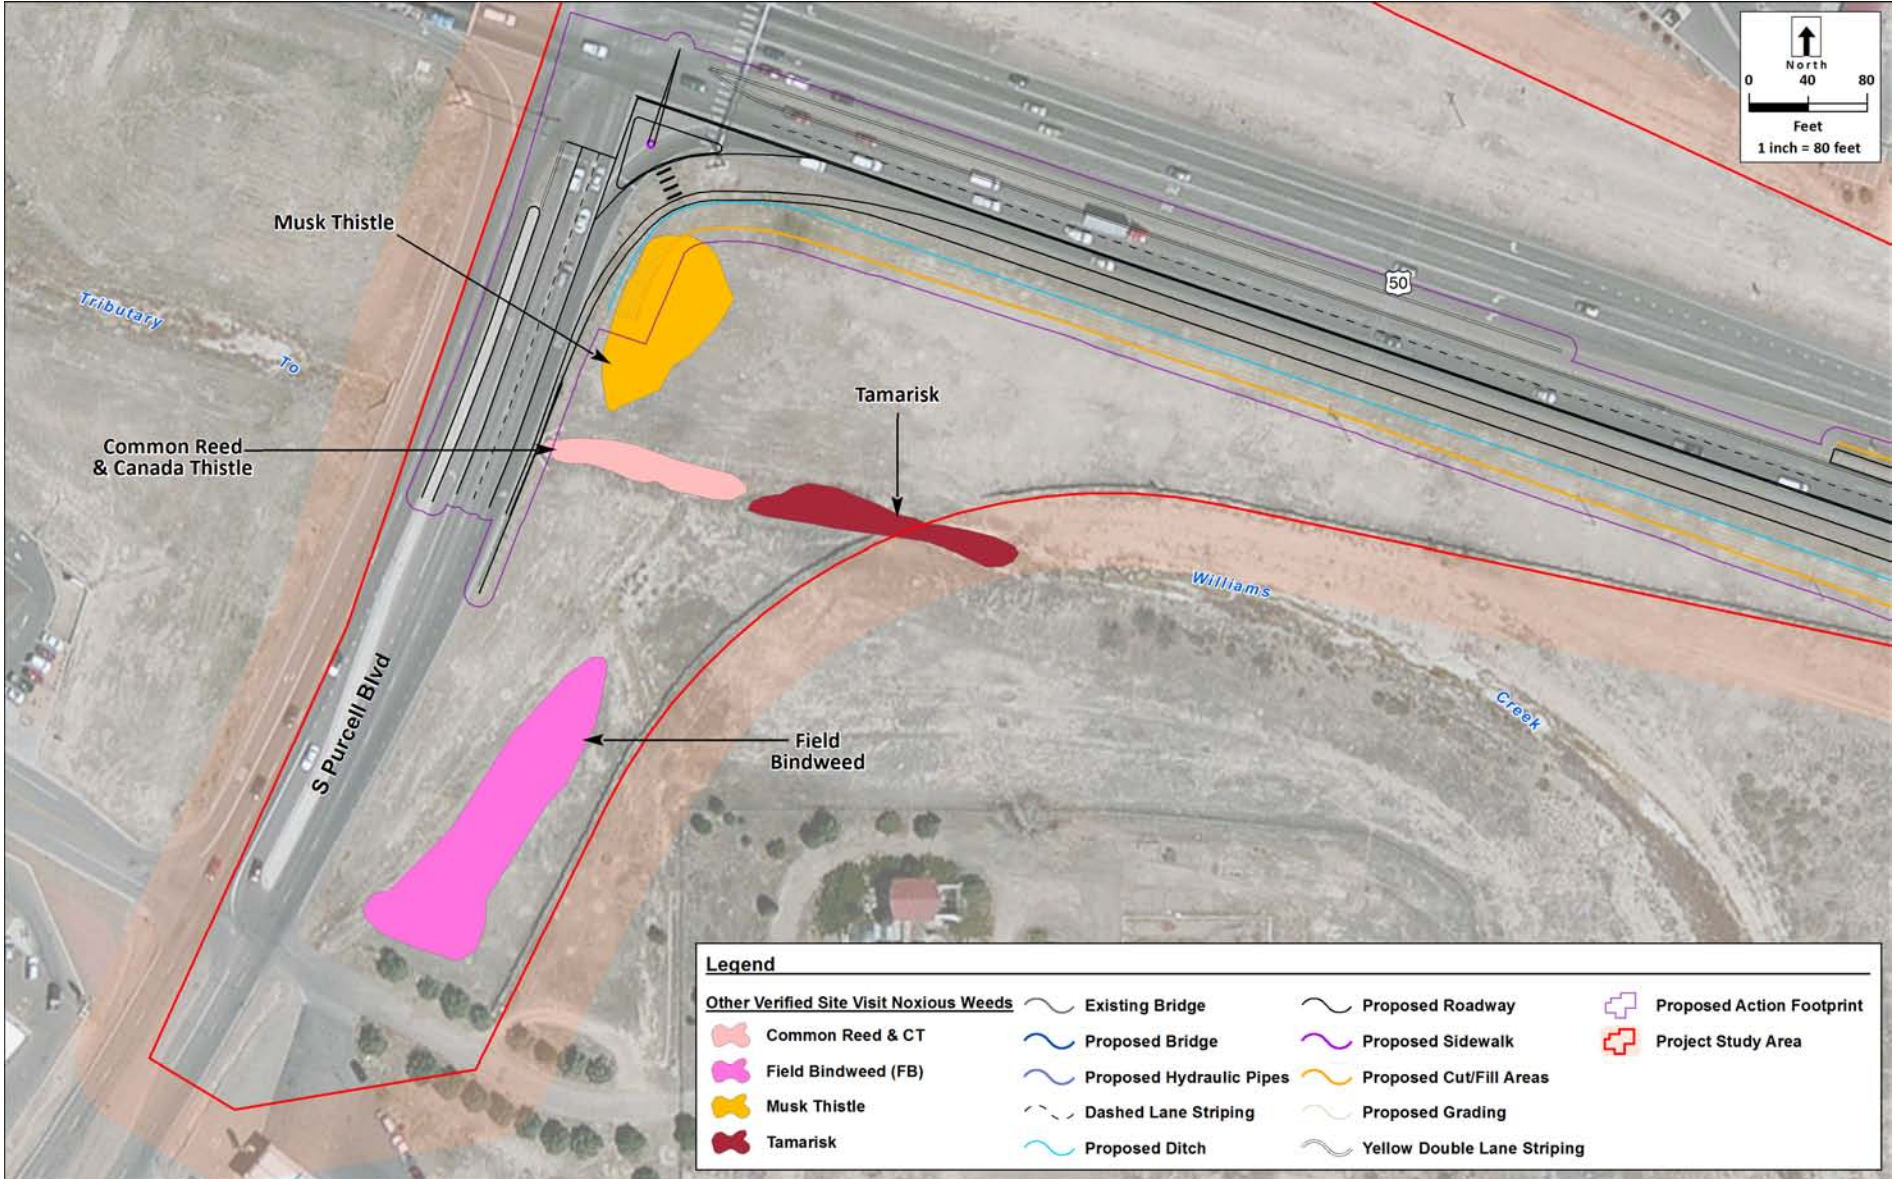 North
0 40 80
Feet
1 inch = 80 feet
Musk Thistle
50
Tributary
To
Tamarisk
Common Reed
& Canada Thistle
Williams
Creek
S Purcell Blvd
Field
Bindweed
Legend
Other Verified Site Visit Noxious Weeds
Common Reed & CT
Field Bindweed (FB)
Musk Thistle
Tamarisk
Existing Bridge
Proposed Bridge
Proposed Hydraulic Pipes
Dashed Lane Striping
Proposed Ditch
Proposed Roadway
Proposed Sidewalk
Proposed Cut/Fill Areas
Proposed Grading
Yellow Double Lane Striping
Proposed Action Footprint
Project Study Area